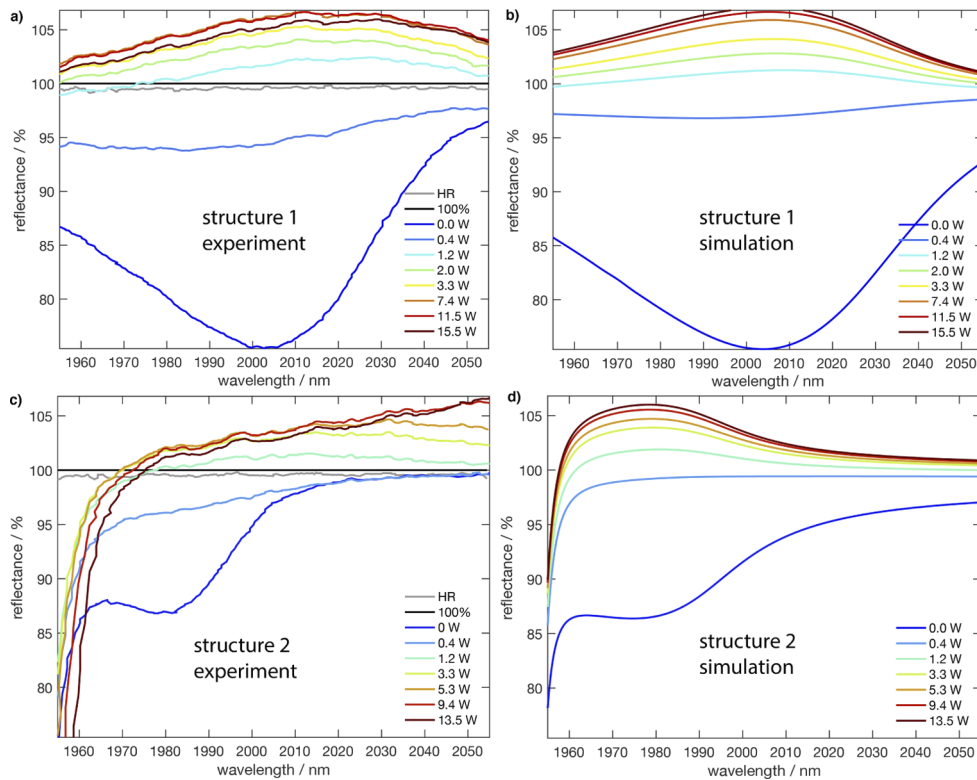 a)
105
100
95
90
85
80
reflectance / %
structure 1
experiment
HR
100%
0.0 W
0.4 W
1.2 W
2.0 W
3.3 W
7.4 W
11.5 W
15.5 W
1960 1970 1980 1990 2000 2010 2020 2030 2040 2050
wavelength / nm
b)
105
100
95
90
85
80
reflectance / %
structure 1
simulation
0.0 W
0.4 W
1.2 W
2.0 W
3.3 W
7.4 W
11.5 W
15.5 W
1960 1970 1980 1990 2000 2010 2020 2030 2040 2050
wavelength / nm
c)
105
100
95
90
85
80
reflectance / %
structure 2
experiment
HR
100%
0 W
0.4 W
1.2 W
3.3 W
5.3 W
9.4 W
13.5 W
1960 1970 1980 1990 2000 2010 2020 2030 2040 2050
wavelength / nm
d)
105
100
95
90
85
80
reflectance / %
structure 2
simulation
0.0 W
0.4 W
1.2 W
3.3 W
5.3 W
9.4 W
13.5 W
1960 1970 1980 1990 2000 2010 2020 2030 2040 2050
wavelength / nm